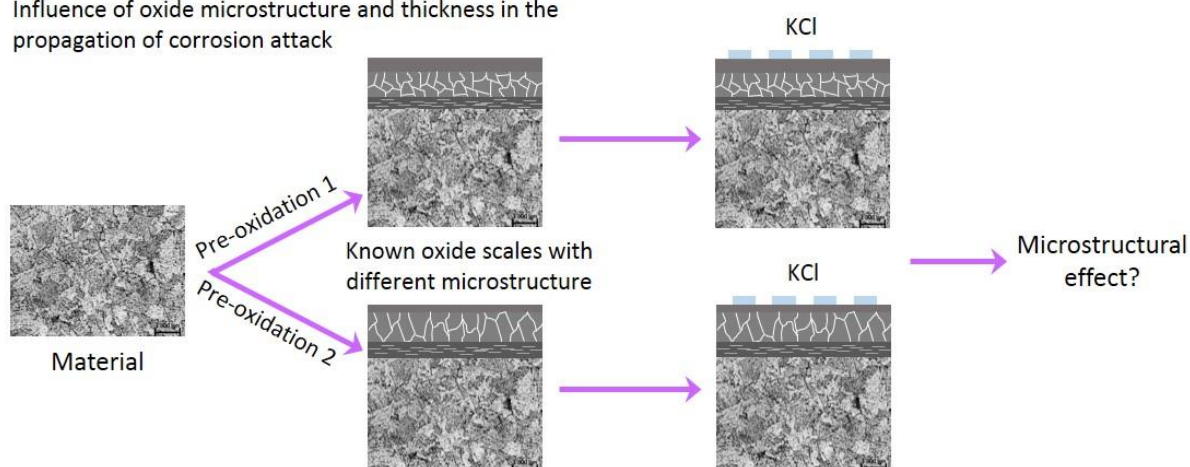 Influence of oxide microstructure and thickness in the
propagation of corrosion attack
KCl
Pre-oxidation 1
Known oxide scales with
different microstructure
Pre-oxidation 2
Material
KCl
Microstructural
effect?